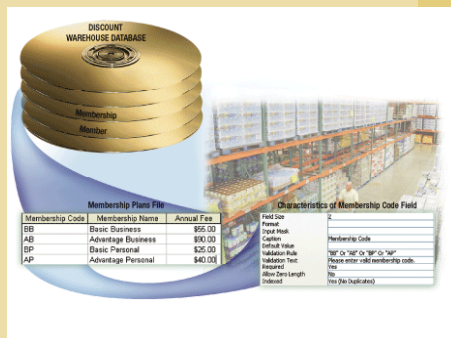 DISCOUNT
WAREHOUSE DATABASE
Membership
Member
Membership Plans File
Membership Code Membership Name Annual Fee
BB Basic Business $55.00
AB Advantage Business $90.00
BP Basic Personal $25.00
AP Advantage Personal $40.00
Characteristics of Membership Code Field
Field Size 2
Format
Input Mask
Caption Membership Code
Default Value
Validation Rule "BB" Or "AB" Or "BP" Or "AP"
Validation Text Please enter valid membership code.
Required Yes
Allow Zero Length No
Indexed Yes (No Duplicates)